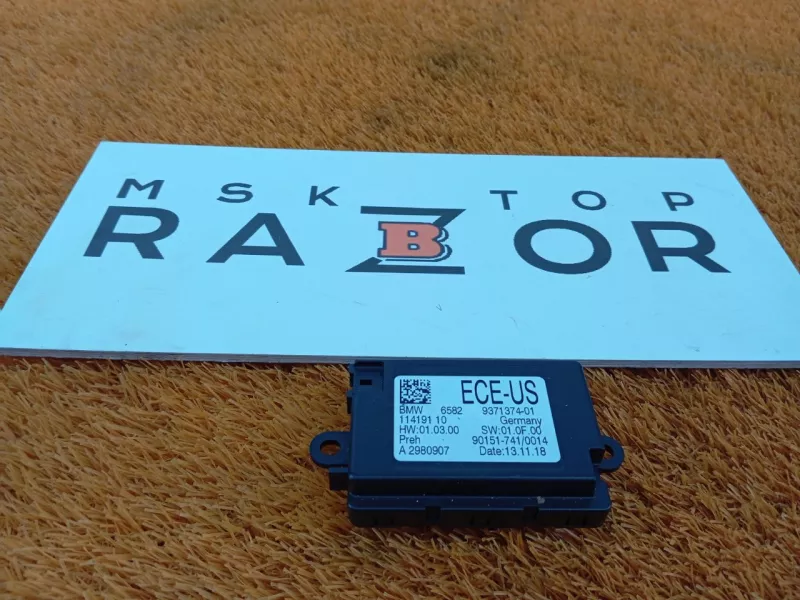 MSK TOP
RAZOR
B
ECE-US
BMW 6582 9371374-01
114191 10 Germany
HW:01.03.00 SW:01.0F.00
Preh 90151-741/0014
A 2980907 Date:13.11.18